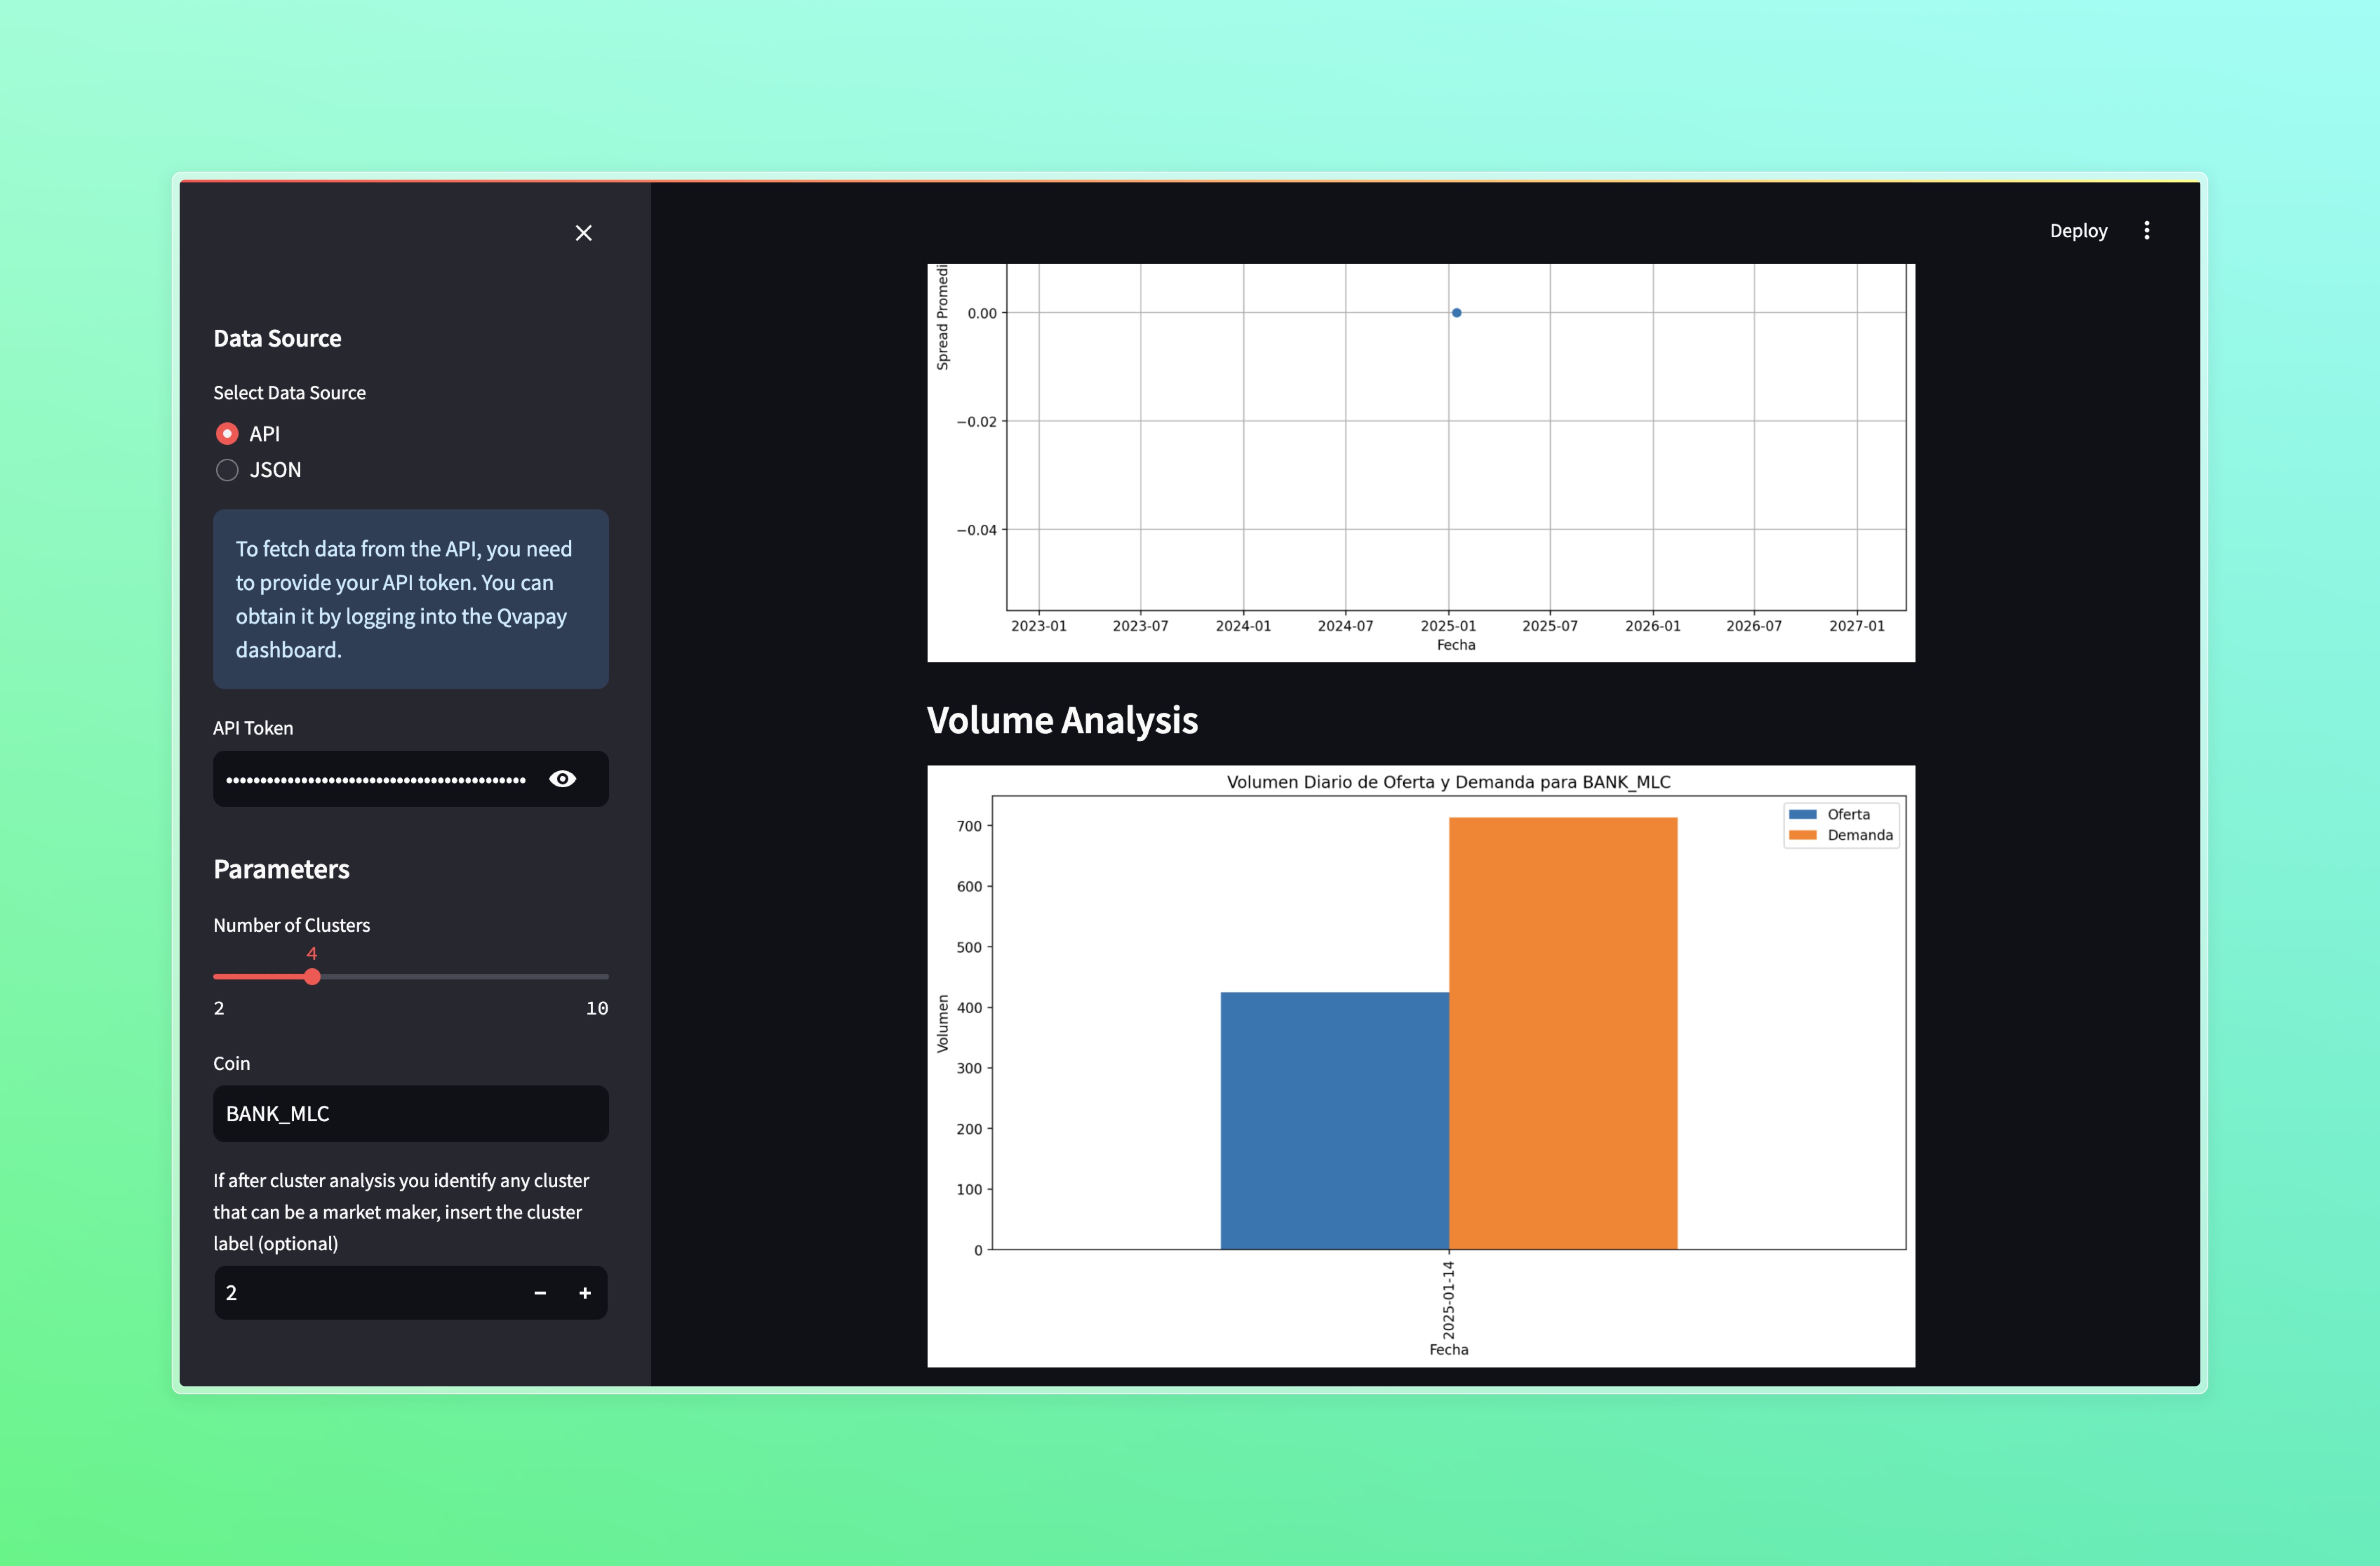 Deploy
Data Source
Select Data Source
API
JSON
To fetch data from the API, you need
to provide your API token. You can
obtain it by logging into the Qvapay
dashboard.
API Token
Parameters
Number of Clusters
4
2
10
Coin
BANK_MLC
If after cluster analysis you identify any cluster
that can be a market maker, insert the cluster
label (optional)
2
Spread Promedi
0.00
−0.02
−0.04
2023-01 2023-07 2024-01 2024-07 2025-01 2025-07 2026-01 2026-07 2027-01
Fecha
Volume Analysis
Volumen Diario de Oferta y Demanda para BANK_MLC
Oferta
Demanda
Volumen
700
600
500
400
300
200
100
0
2025-01-14
Fecha